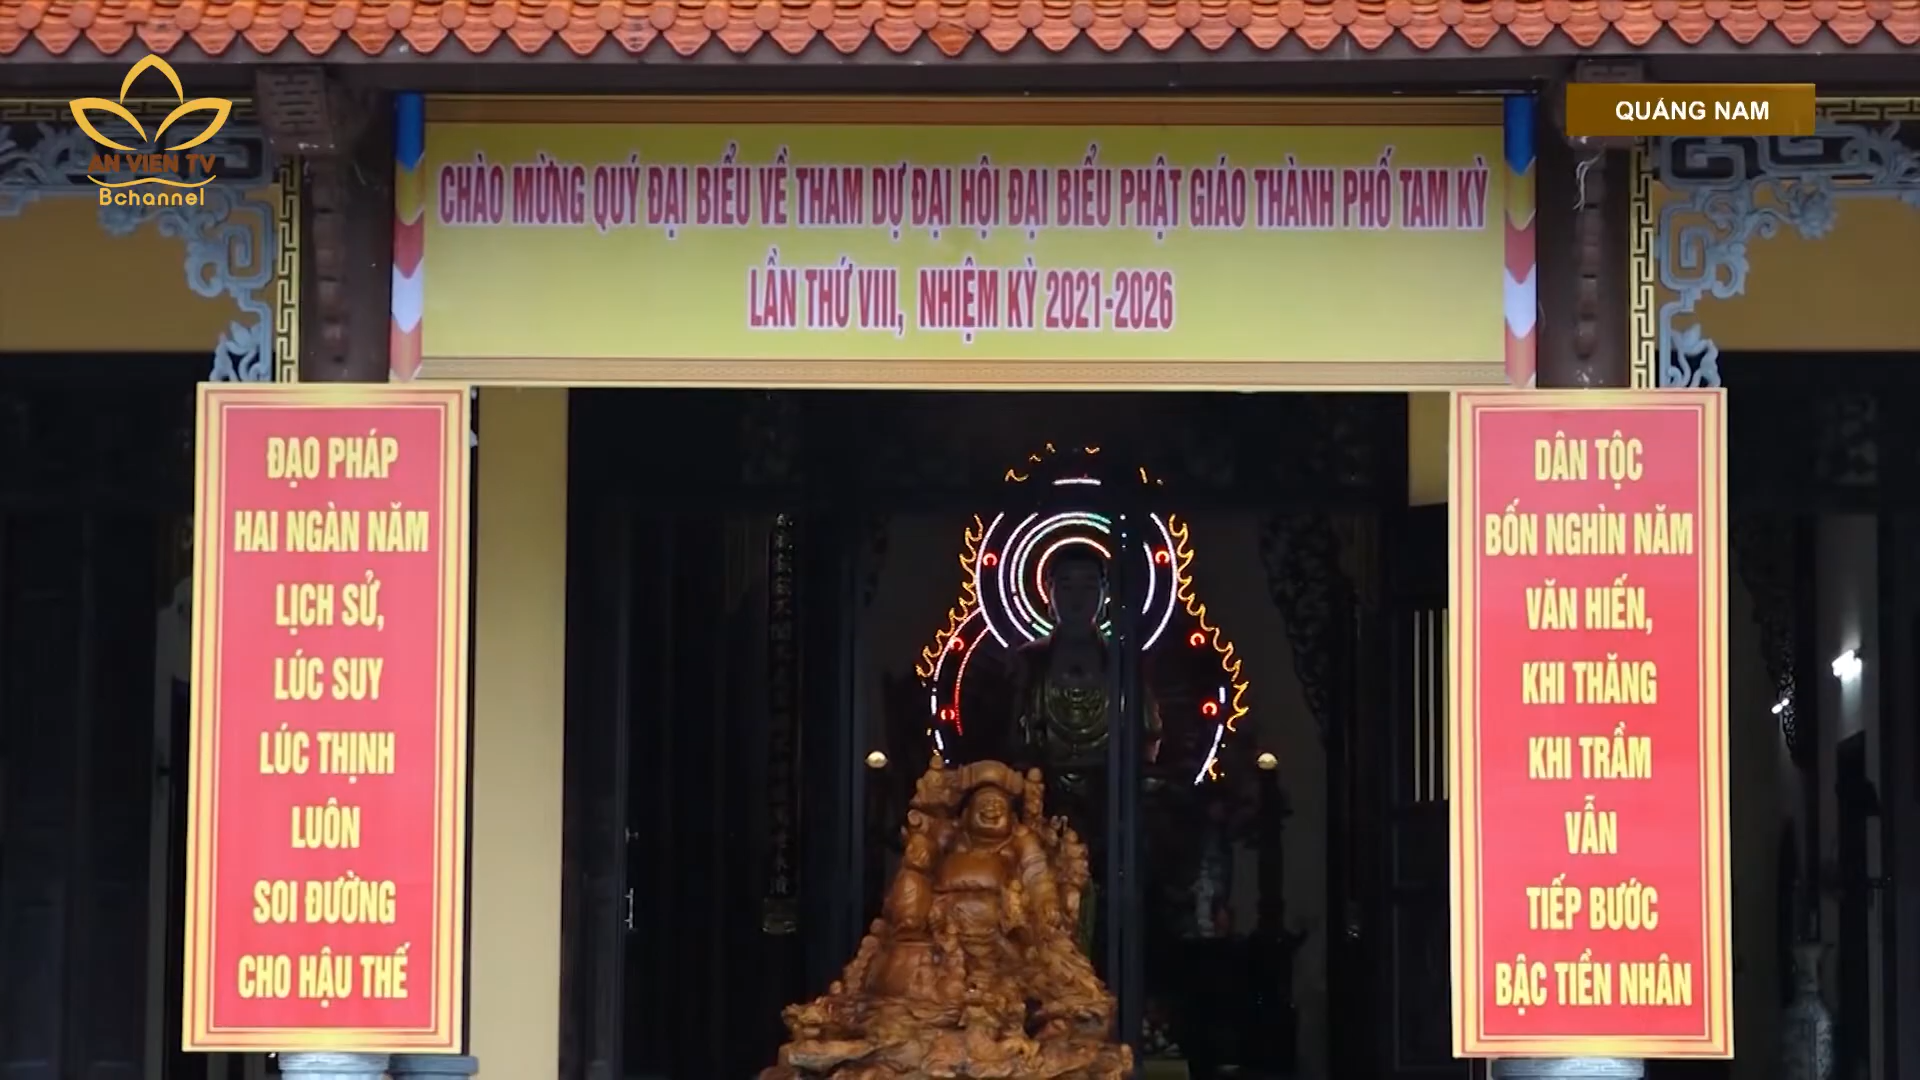 AN VIEN TV
Bchannel
QUÁNG NAM
CHÀO MỪNG QUÝ ĐẠI BIỂU VỀ THAM DỰ ĐẠI HỘI ĐẠI BIỂU PHẬT GIÁO THÀNH PHỐ TAM KỲ
LẦN THỨ VIII, NHIỆM KỲ 2021-2026
ĐẠO PHÁP
HAI NGÀN NĂM
LỊCH SỬ,
LÚC SUY
LÚC THỊNH
LUÔN
SOI ĐƯỜNG
CHO HẬU THẾ
DÂN TỘC
BỐN NGHÌN NĂM
VĂN HIẾN,
KHI THĂNG
KHI TRẦM
VẪN
TIẾP BƯỚC
BẬC TIỀN NHÂN